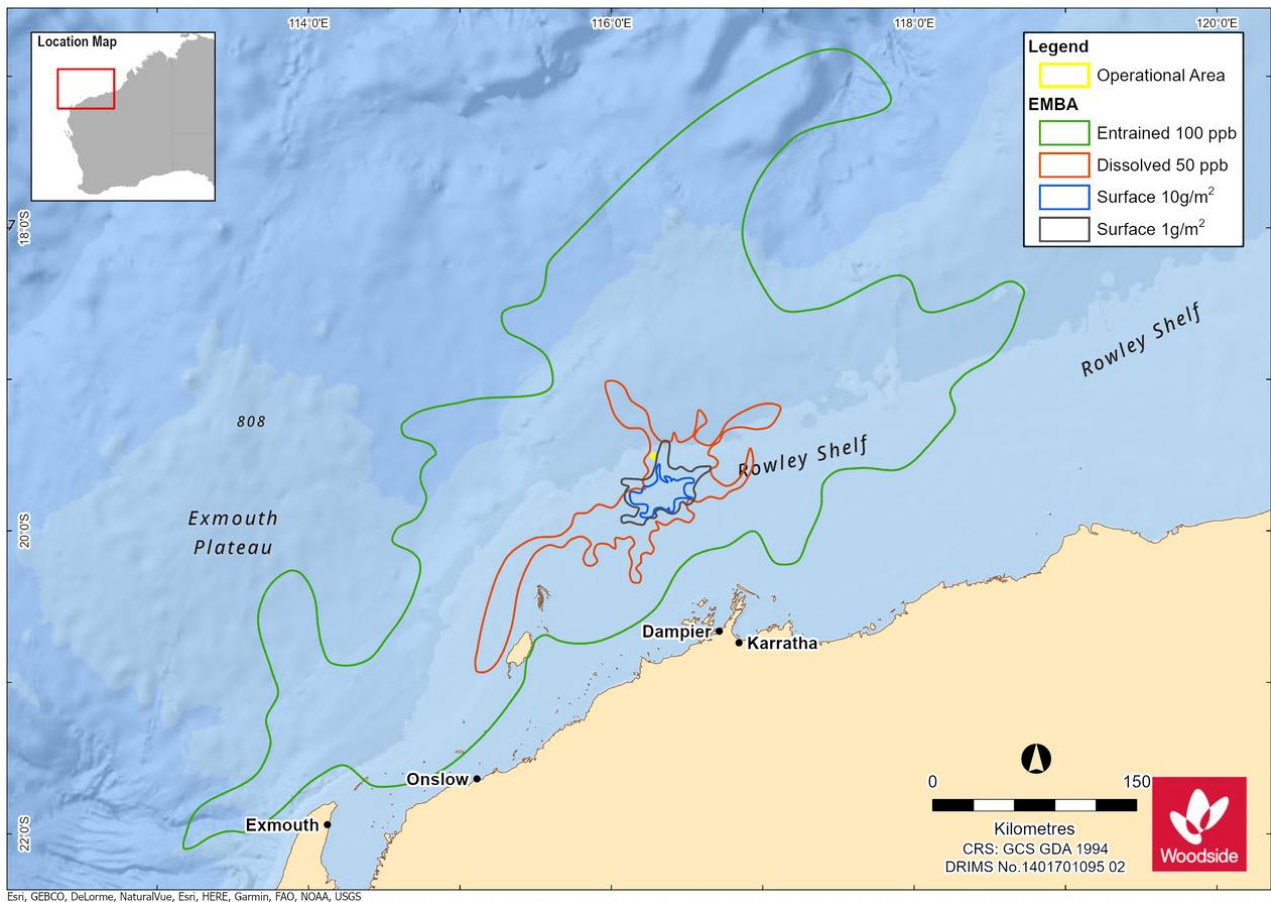 114°0'E
116°0'E
118°0'E
120°0'E
Location Map
Legend
Operational Area
EMBA
Entrained 100 ppb
Dissolved 50 ppb
Surface 10g/m²
Surface 1g/m²
18°0'S
Rowley Shelf
808
Rowley Shelf
Exmouth
Plateau
20°0'S
Dampier
Karratha
Onslow
Exmouth
22°0'S
0 150
Kilometres
CRS: GCS GDA 1994
DRIMS No.1401701095 02
Woodside
Esri, GEBCO, DeLorme, NaturalVue, Esri, HERE, Garmin, FAO, NOAA, USGS